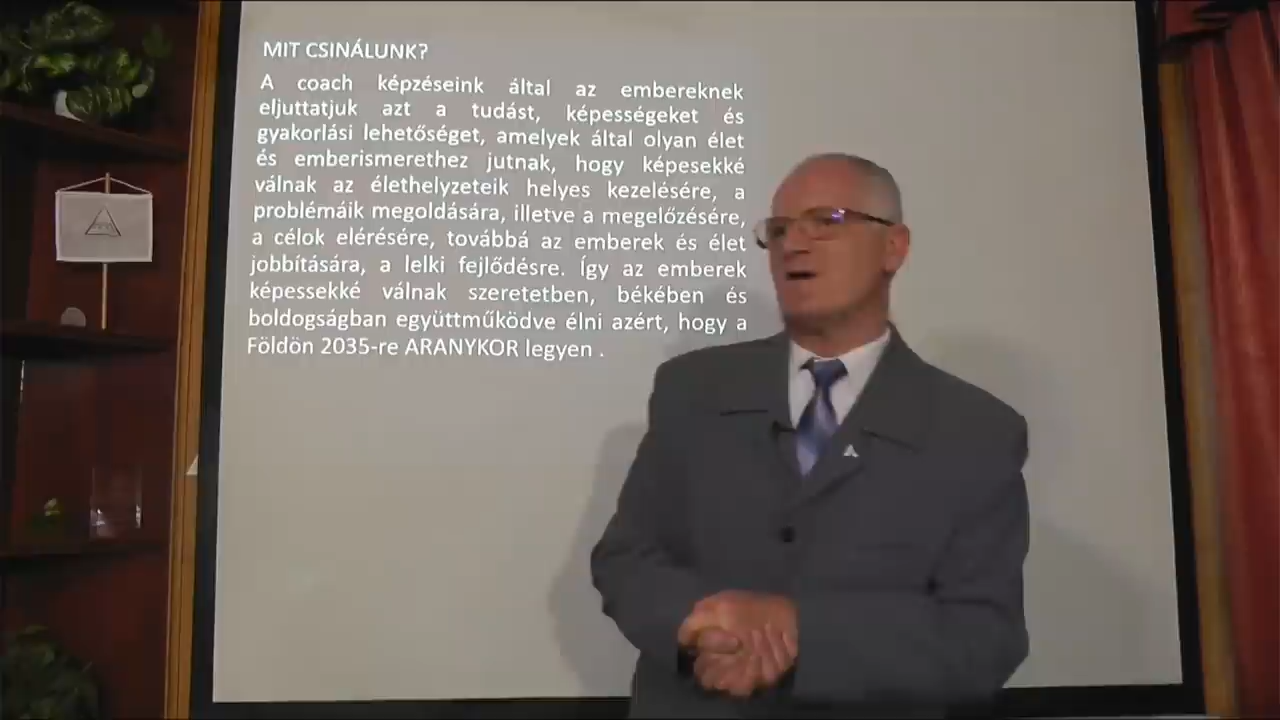 MIT CSINÁLUNK?
A coach képzéseink által az embereknek
eljuttatjuk azt a tudást, képességeket és
gyakorlási lehetőséget, amelyek által olyan élet
és emberismerethez jutnak, hogy képesekké
válnak az élethelyzeteik helyes kezelésére, a
problémáik megoldására, illetve a megelőzésére,
a célok elérésére, továbbá az emberek és élet
jobbítására, a lelki fejlődésre. Így az emberek
képessekké válnak szeretetben, békében és
boldogságban együttműködve élni azért, hogy a
Földön 2035-re ARANYKOR legyen .